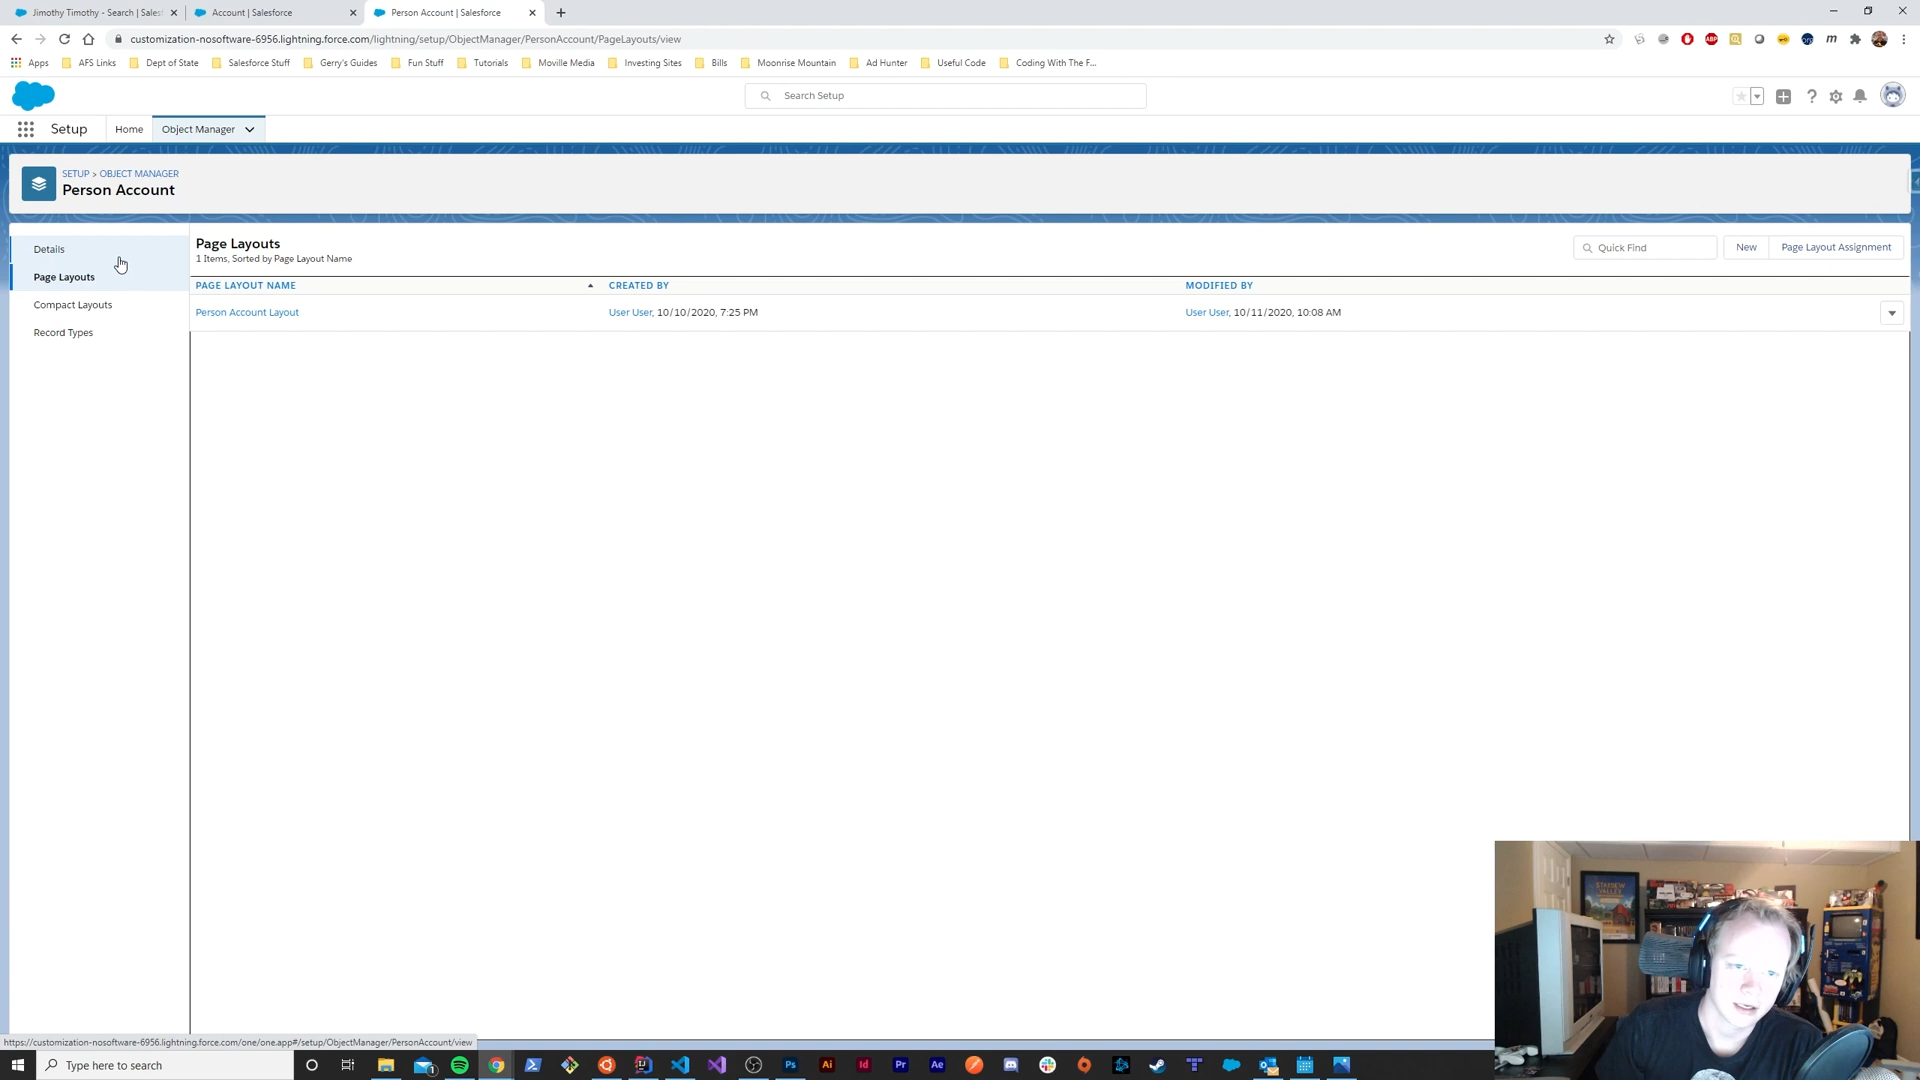 Jimothy Timothy - Search | Sales
Account | Salesforce
Person Account | Salesforce
customization-nosoftware-6956.lightning.force.com/lightning/setup/ObjectManager/PersonAccount/PageLayouts/view
Apps
AFS Links
Dept of State
Salesforce Stuff
Gerry's Guides
Fun Stuff
Tutorials
Moville Media
Investing Sites
Bills
Moonrise Mountain
Ad Hunter
Useful Code
Coding With The F...
Search Setup
Setup
Home
Object Manager
SETUP > OBJECT MANAGER
Person Account
Details
Page Layouts
Compact Layouts
Record Types
Page Layouts
1 Items, Sorted by Page Layout Name
Quick Find
New
Page Layout Assignment
PAGE LAYOUT NAME
CREATED BY
MODIFIED BY
Person Account Layout
User User, 10/10/2020, 7:25 PM
User User, 10/11/2020, 10:08 AM
STARDEW VALLEY
https://customization-nosoftware-6956.lightning.force.com/one/one.app#/setup/ObjectManager/PersonAccount/view
Type here to search